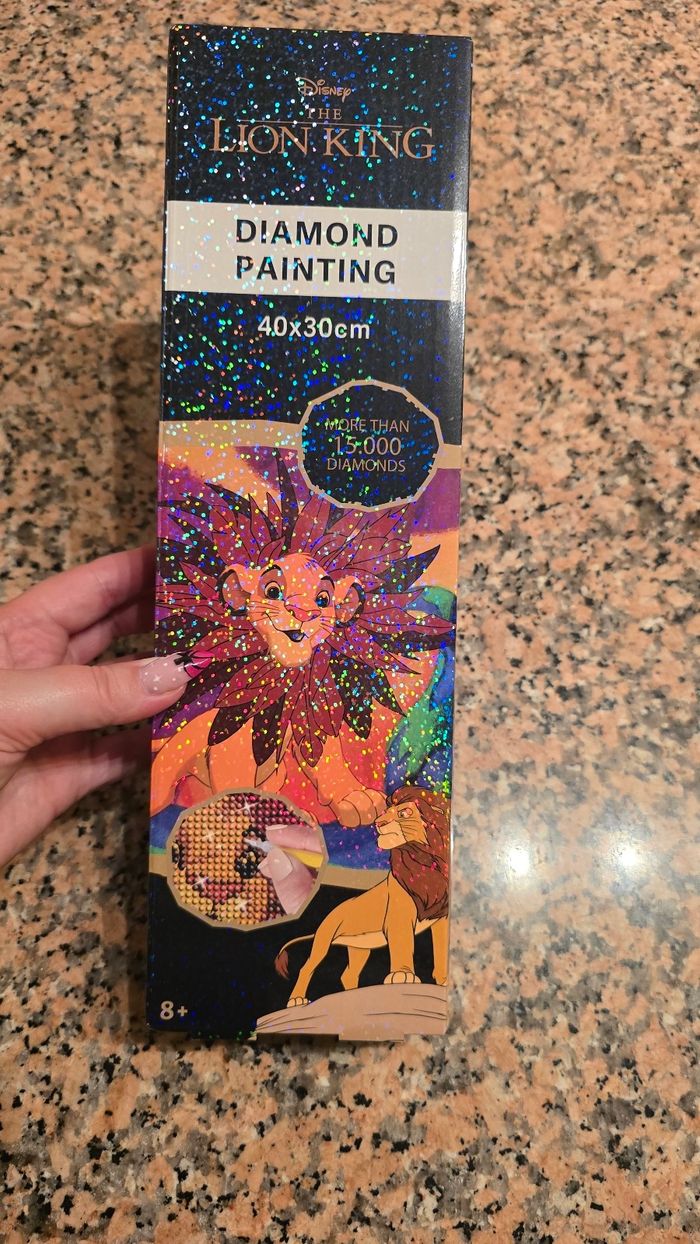 Disney
THE
LION KING
DIAMOND
PAINTING
40x30cm
MORE THAN
15.000
DIAMONDS
8+